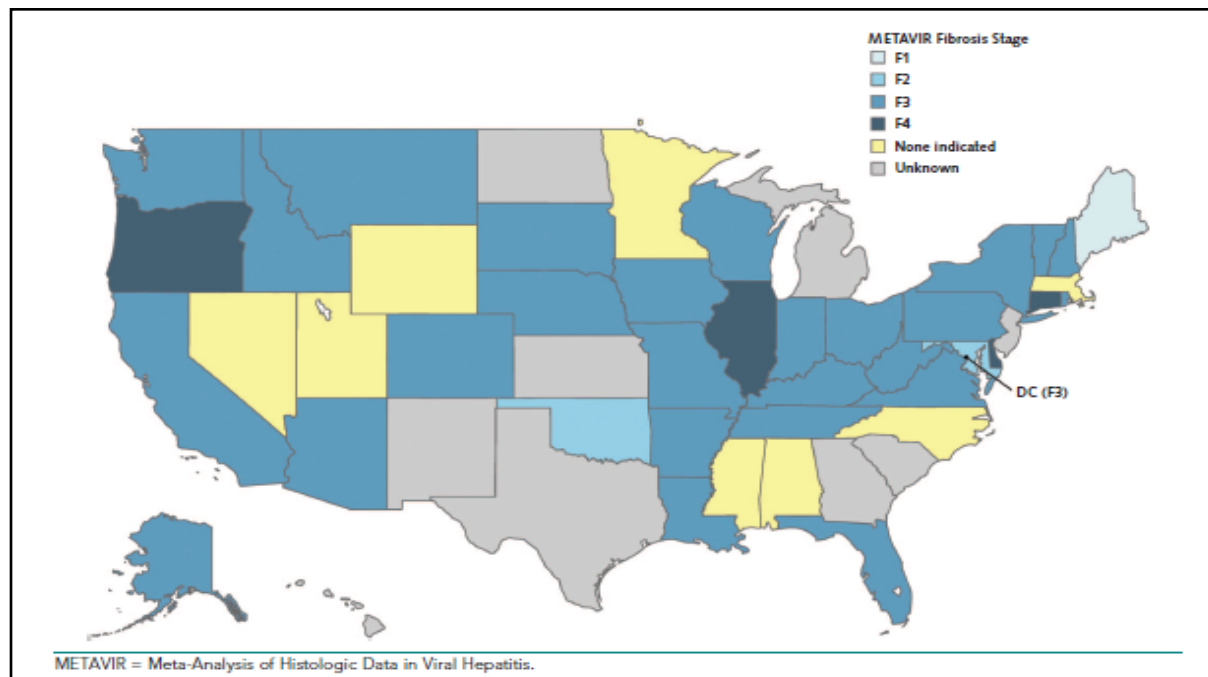 METAVIR Fibrosis Stage
F1
F2
F3
F4
None indicated
Unknown
DC (F3)
METAVIR = Meta-Analysis of Histologic Data in Viral Hepatitis.